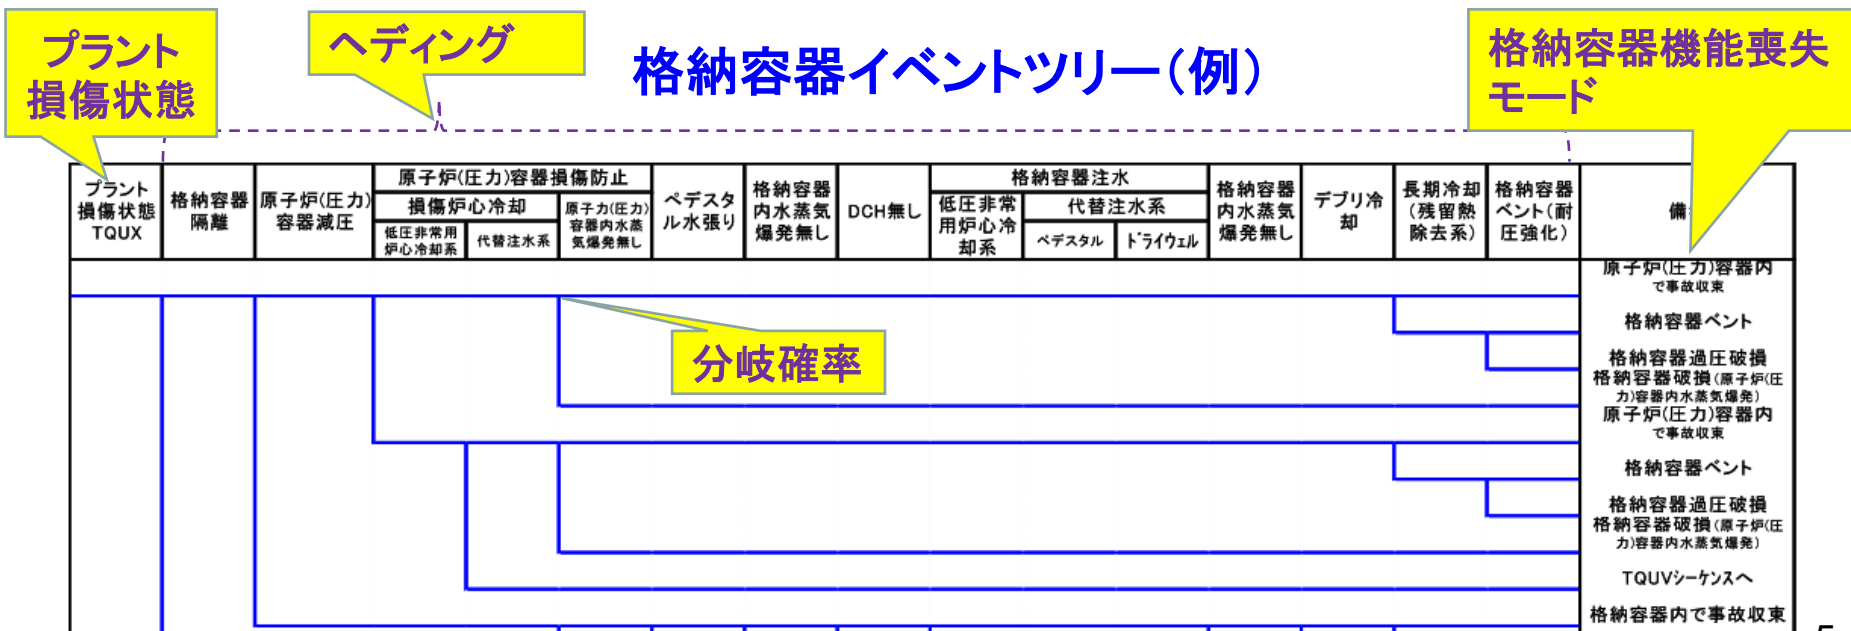 プラント
損傷状態
ヘディング
格納容器イベントツリー(例)
格納容器機能喪失
モード
プラント
損傷状態
TQUX
格納容器
隔離
原子炉(圧力)
容器減圧
原子炉(圧力)容器損傷防止
損傷炉心冷却
低圧非常用
炉心冷却系
代替注水系
原子力(圧力)
容器内水蒸
気爆発無し
ペデスタ
ル水張り
格納容器
内水蒸気
爆発無し
DCH無し
格納容器注水
低圧非常
用炉心冷
却系
代替注水系
ペデスタル
ドライウェル
格納容器
内水蒸気
爆発無し
デブリ冷
却
長期冷却
(残留熱
除去系)
格納容器
ベント(耐
圧強化)
備
原子炉(圧力)容器内
で事故収束
格納容器ベント
格納容器過圧破損
格納容器破損(原子炉(圧
力)容器内水蒸気爆発)
原子炉(圧力)容器内
で事故収束
格納容器ベント
格納容器過圧破損
格納容器破損(原子炉(圧
力)容器内水蒸気爆発)
TQUVシーケンスへ
格納容器内で事故収束
分岐確率